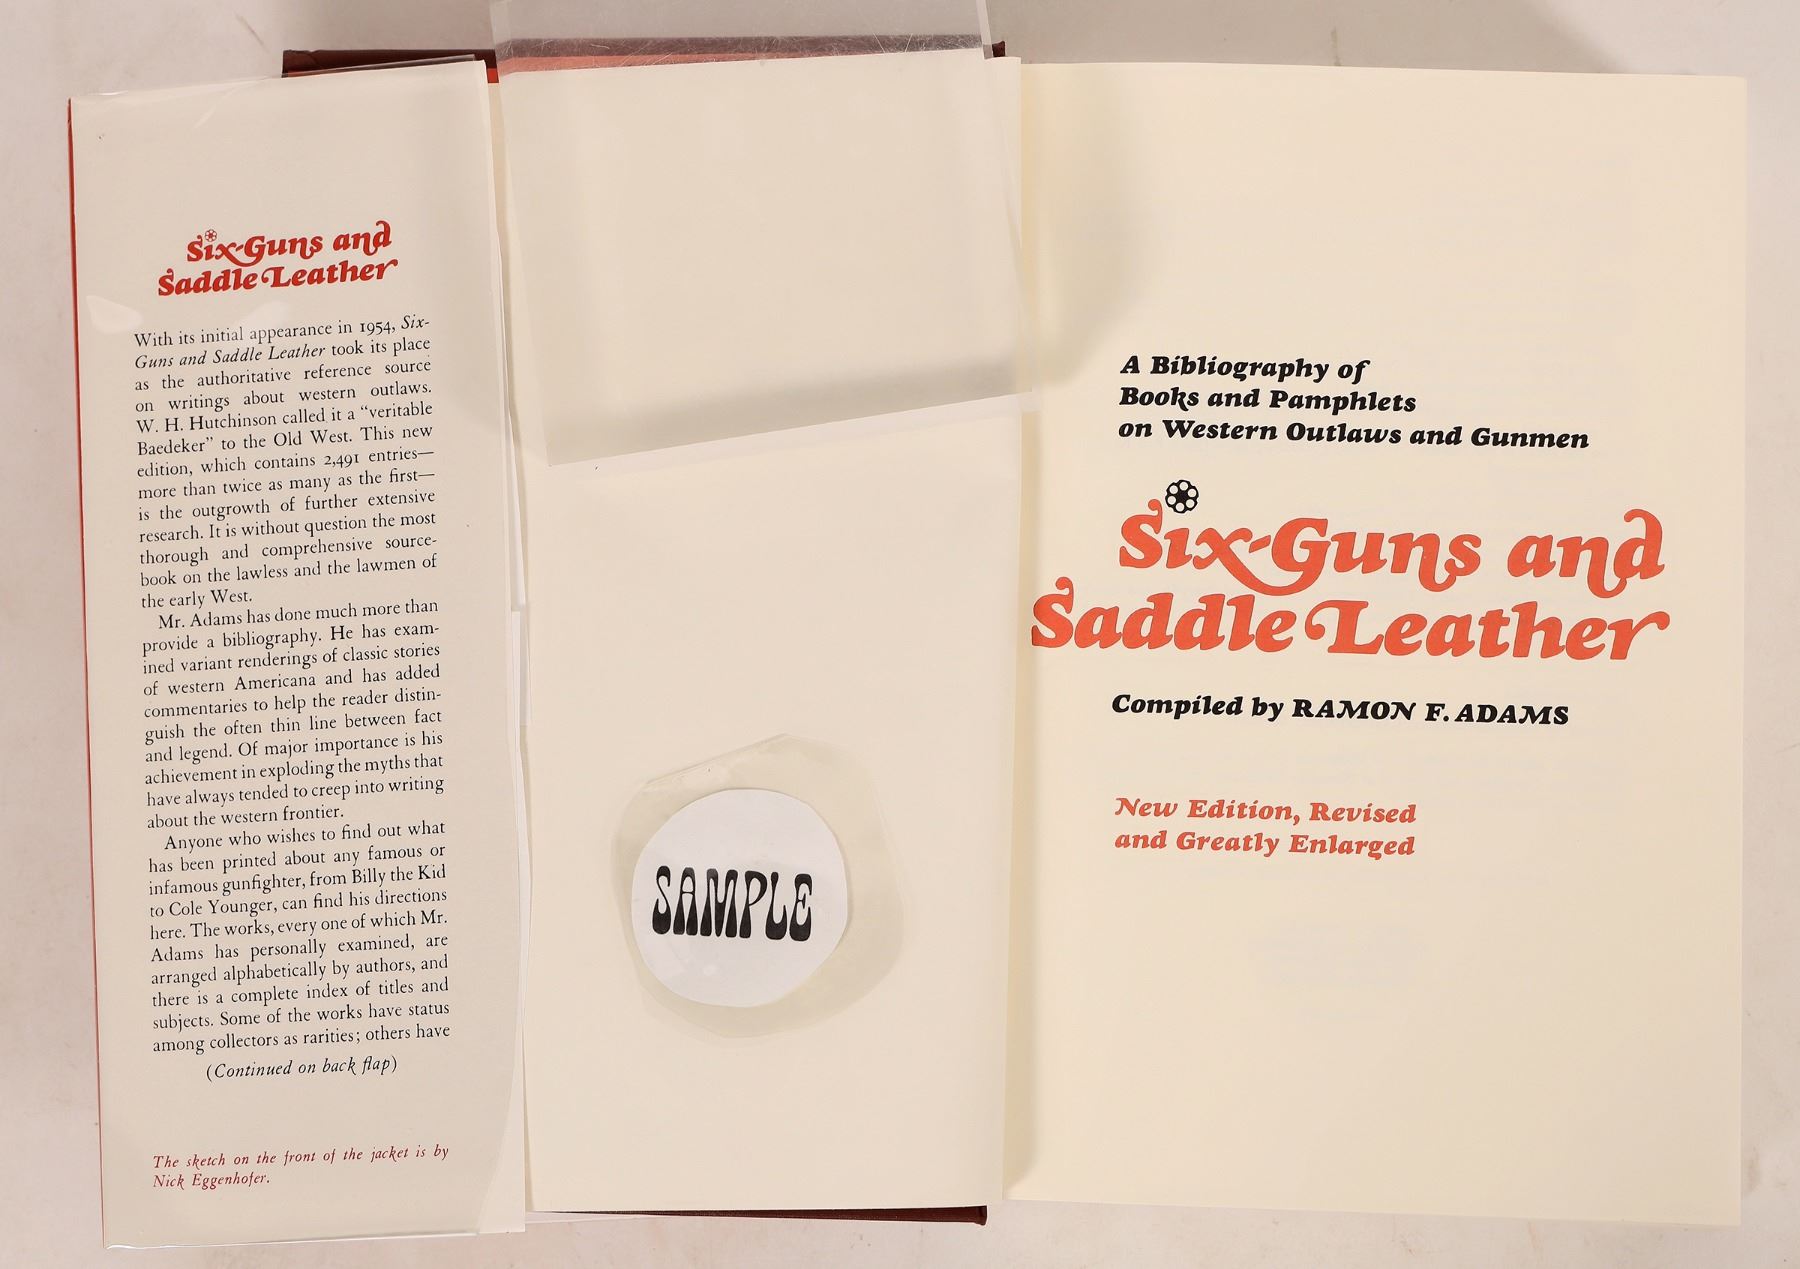 Six-Guns and
Saddle Leather
With its initial appearance in 1954, Six-
Guns and Saddle Leather took its place
as the authoritative reference source
on writings about western outlaws.
W. H. Hutchinson called it a "veritable
Baedeker" to the Old West. This new
edition, which contains 2,491 entries—
more than twice as many as the first—
is the outgrowth of further extensive
research. It is without question the most
thorough and comprehensive source-
book on the lawless and the lawmen of
the early West.
Mr. Adams has done much more than
provide a bibliography. He has exam-
ined variant renderings of classic stories
of western Americana and has added
commentaries to help the reader distin-
guish the often thin line between fact
and legend. Of major importance is his
achievement in exploding the myths that
have always tended to creep into writing
about the western frontier.
Anyone who wishes to find out what
has been printed about any famous or
infamous gunfighter, from Billy the Kid
to Cole Younger, can find his directions
here. The works, every one of which Mr.
Adams has personally examined, are
arranged alphabetically by authors, and
there is a complete index of titles and
subjects. Some of the works have status
among collectors as rarities; others have
(Continued on back flap)
The sketch on the front of the jacket is by
Nick Eggenhofer.
SAMPLE
A Bibliography of
Books and Pamphlets
on Western Outlaws and Gunmen
Six-Guns and
Saddle Leather
Compiled by RAMON F. ADAMS
New Edition, Revised
and Greatly Enlarged